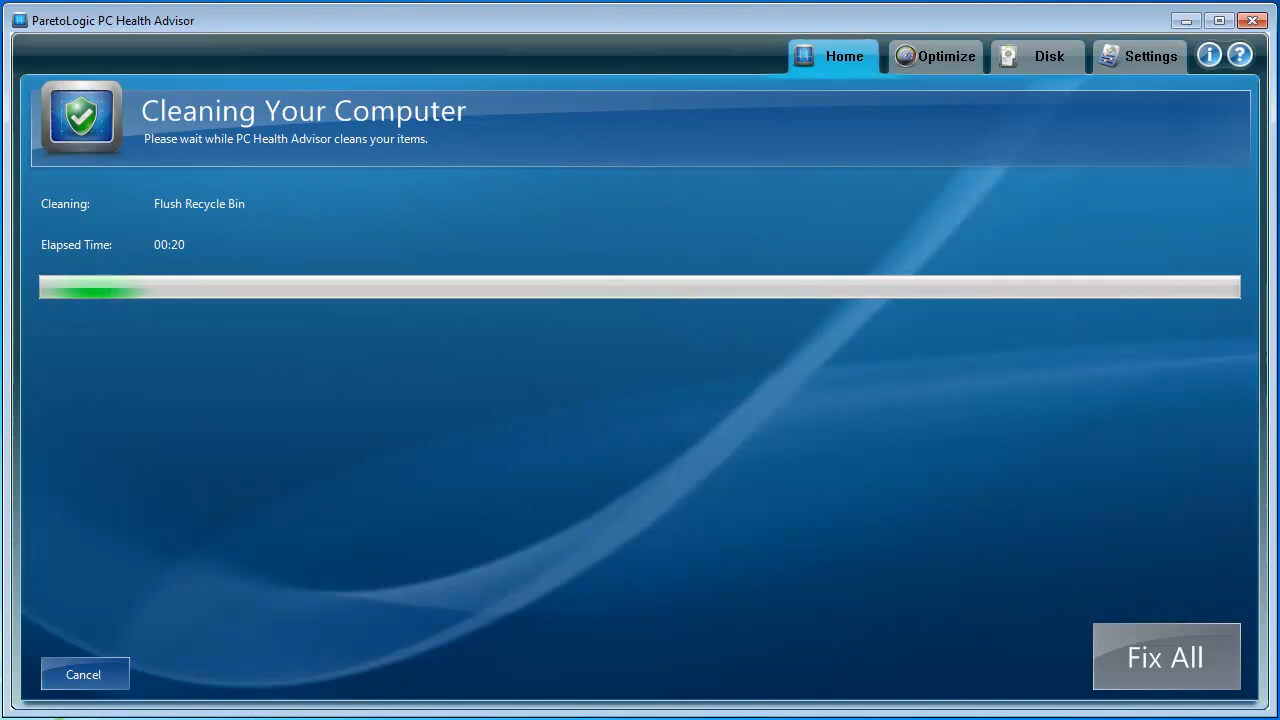 ParetoLogic PC Health Advisor
Home
Optimize
Disk
Settings
Cleaning Your Computer
Please wait while PC Health Advisor cleans your items.
Cleaning: Flush Recycle Bin
Elapsed Time: 00:20
Cancel
Fix All